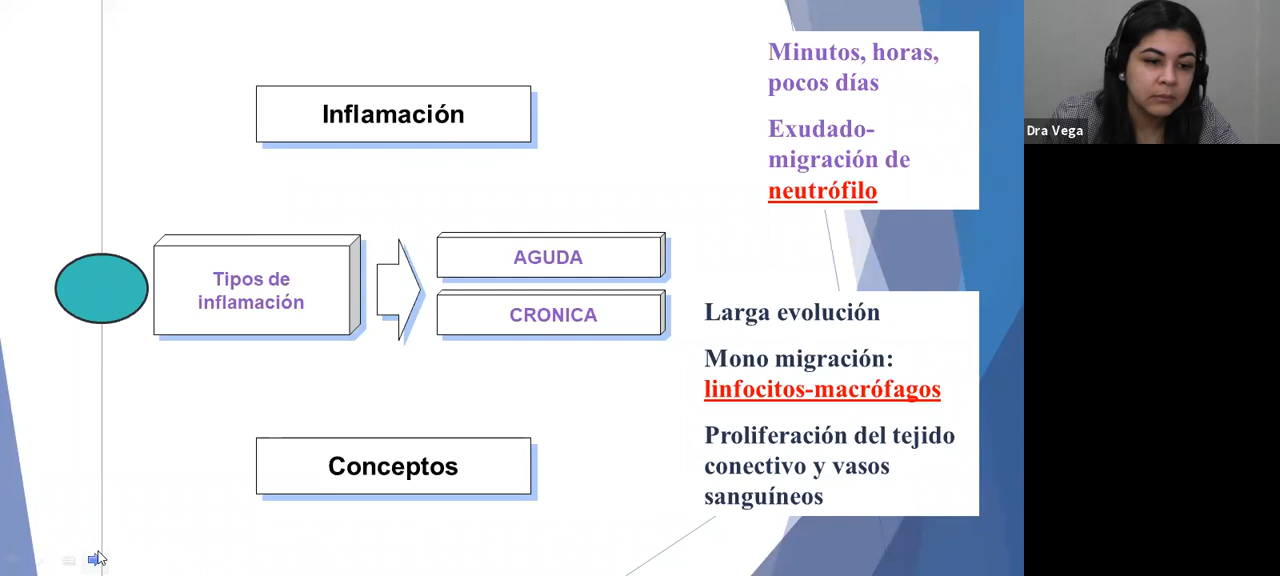 Inflamación
Tipos de
inflamación
AGUDA
CRONICA
Conceptos
Minutos, horas,
pocos días
Exudado-
migración de
neutrófilo
Larga evolución
Mono migración:
linfocitos-macrófagos
Proliferación del tejido
conectivo y vasos
sanguíneos
Dra Vega